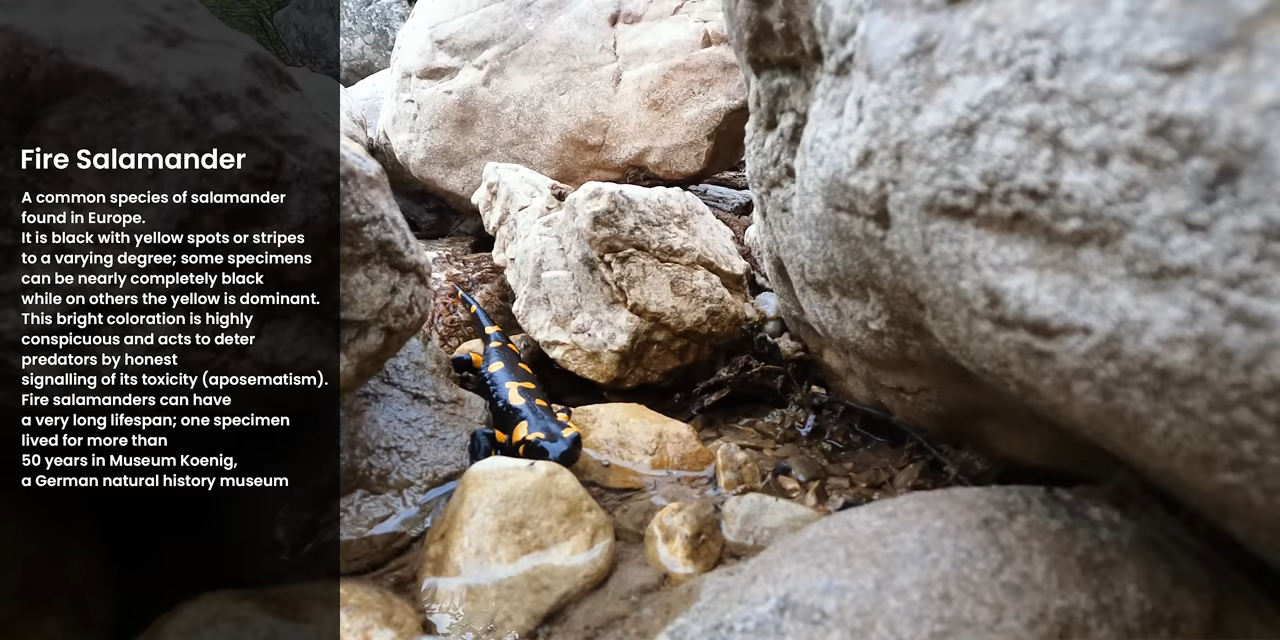 Fire Salamander
A common species of salamander
found in Europe.
It is black with yellow spots or stripes
to a varying degree; some specimens
can be nearly completely black
while on others the yellow is dominant.
This bright coloration is highly
conspicuous and acts to deter
predators by honest
signalling of its toxicity (aposematism).
Fire salamanders can have
a very long lifespan; one specimen
lived for more than
50 years in Museum Koenig,
a German natural history museum